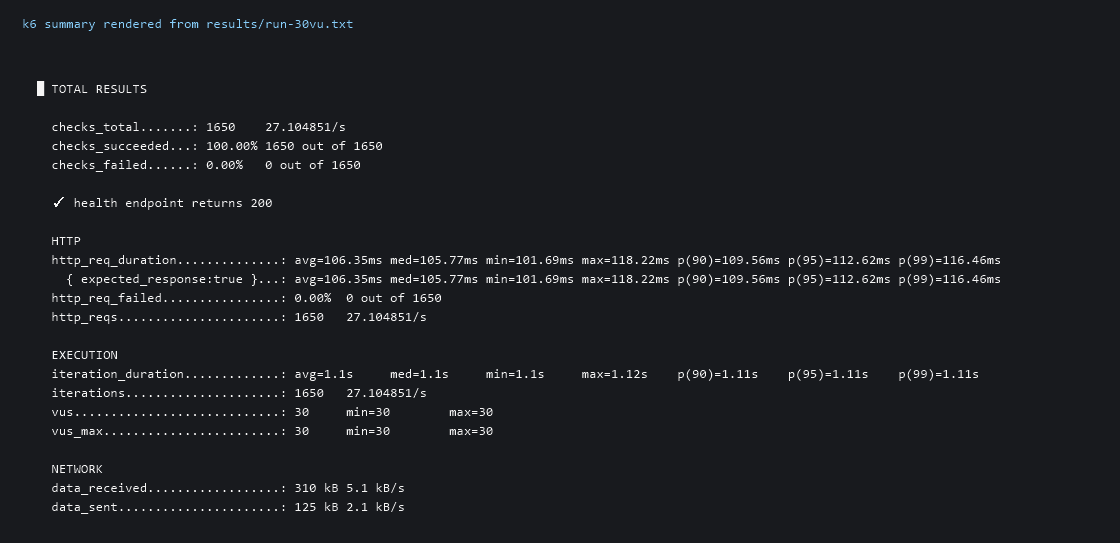 k6 summary rendered from results/run-30vu.txt
█ TOTAL RESULTS
checks_total.......: 1650    27.104851/s
checks_succeeded...: 100.00% 1650 out of 1650
checks_failed......: 0.00%   0 out of 1650
✓ health endpoint returns 200
HTTP
http_req_duration..............: avg=106.35ms med=105.77ms min=101.69ms max=118.22ms p(90)=109.56ms p(95)=112.62ms p(99)=116.46ms
{ expected_response:true }...: avg=106.35ms med=105.77ms min=101.69ms max=118.22ms p(90)=109.56ms p(95)=112.62ms p(99)=116.46ms
http_req_failed................: 0.00%  0 out of 1650
http_reqs......................: 1650   27.104851/s
EXECUTION
iteration_duration.............: avg=1.1s     med=1.1s     min=1.1s     max=1.12s    p(90)=1.11s    p(95)=1.11s    p(99)=1.11s
iterations.....................: 1650   27.104851/s
vus............................: 30     min=30        max=30
vus_max........................: 30     min=30        max=30
NETWORK
data_received..................: 310 kB 5.1 kB/s
data_sent......................: 125 kB 2.1 kB/s